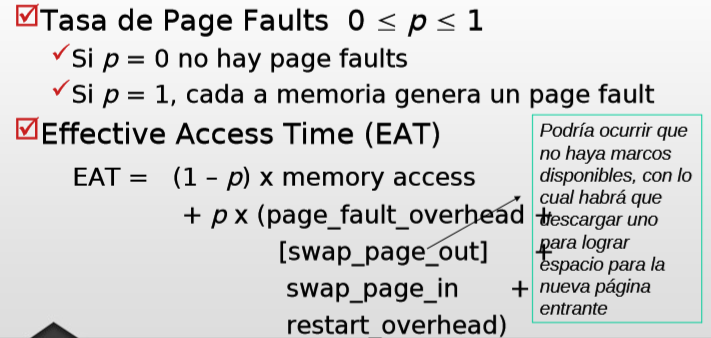 Tasa de Page Faults 0 ≤ p ≤ 1
Si p = 0 no hay page faults
Si p = 1, cada a memoria genera un page fault
Effective Access Time (EAT)
EAT = (1 – p) x memory access
+ p x (page_fault_overhead +
[swap_page_out] +
swap_page_in +
restart_overhead)
Podría ocurrir que
no haya marcos
disponibles, con lo
cual habrá que
descargar uno
para lograr
espacio para la
nueva página
entrante